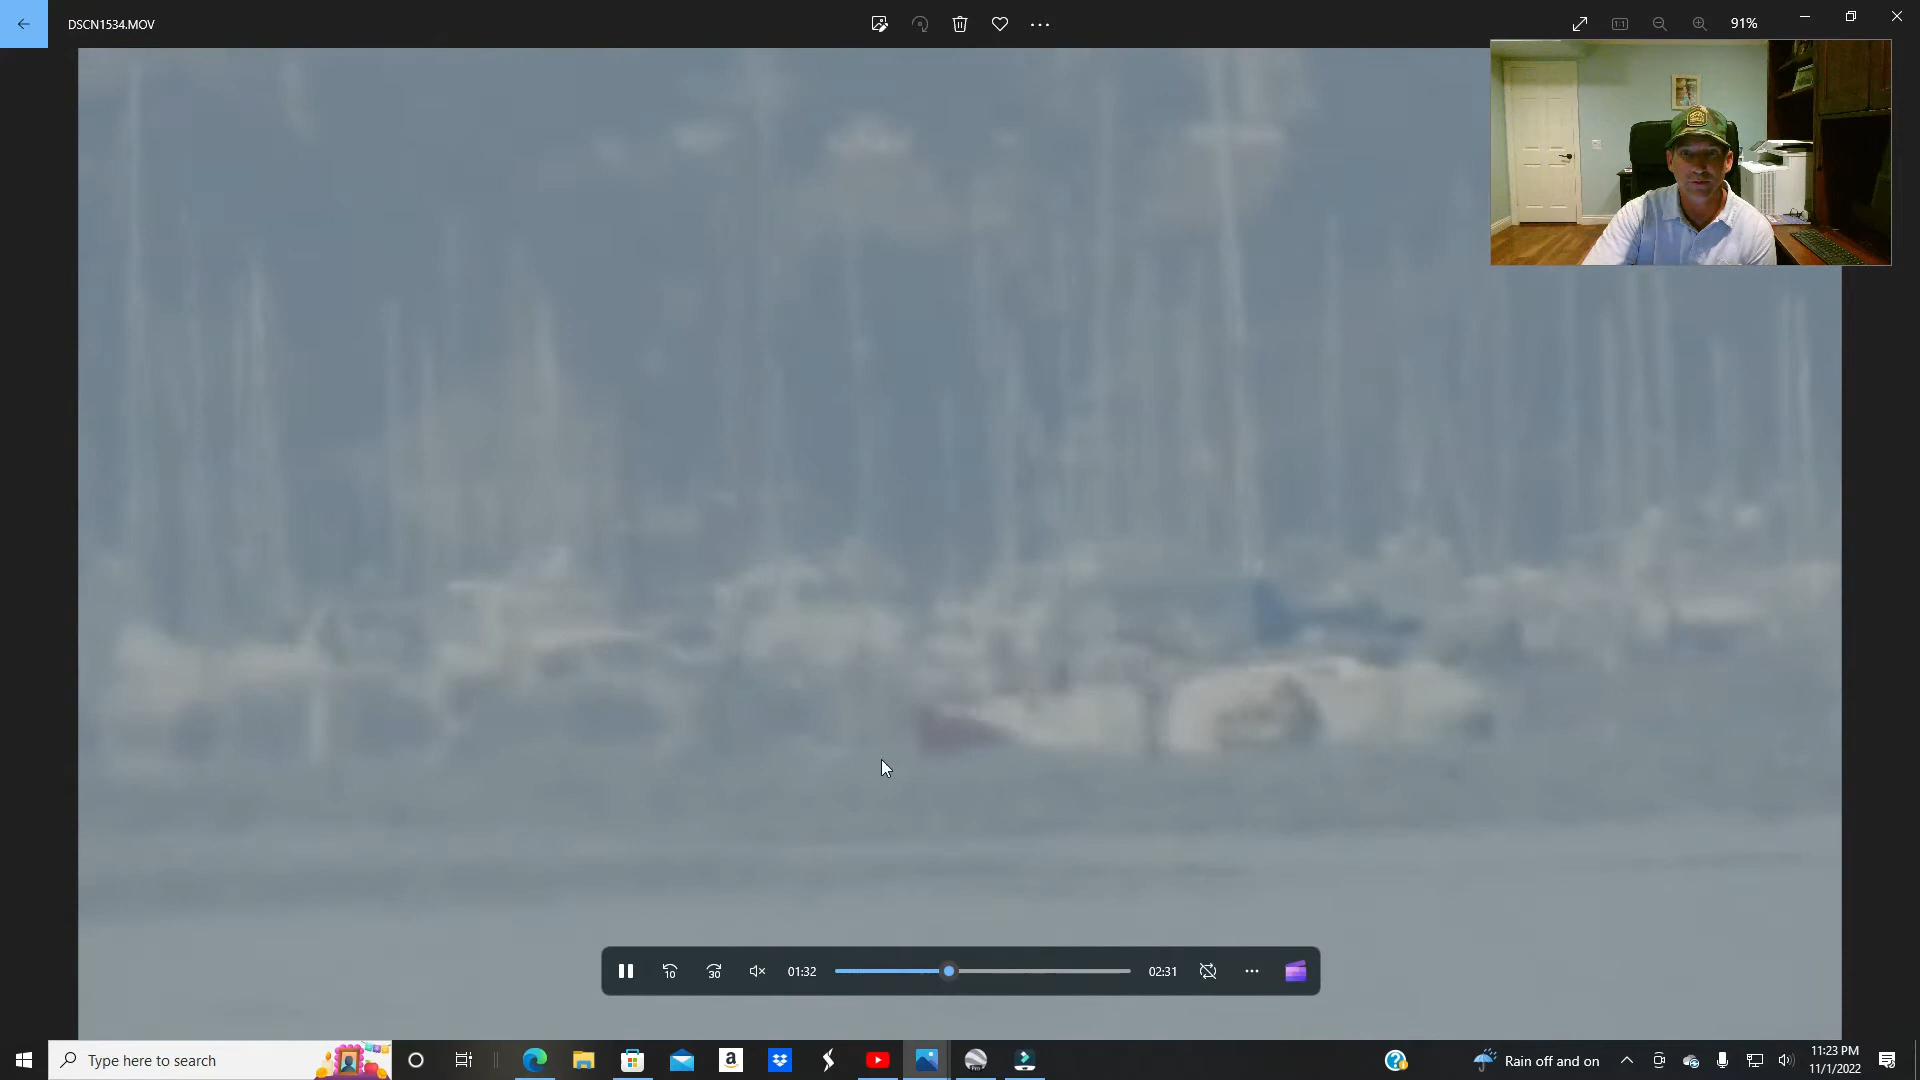 DSCN1534.MOV
91%
01:32
02:31
Type here to search
Rain off and on
11:23 PM
11/1/2022